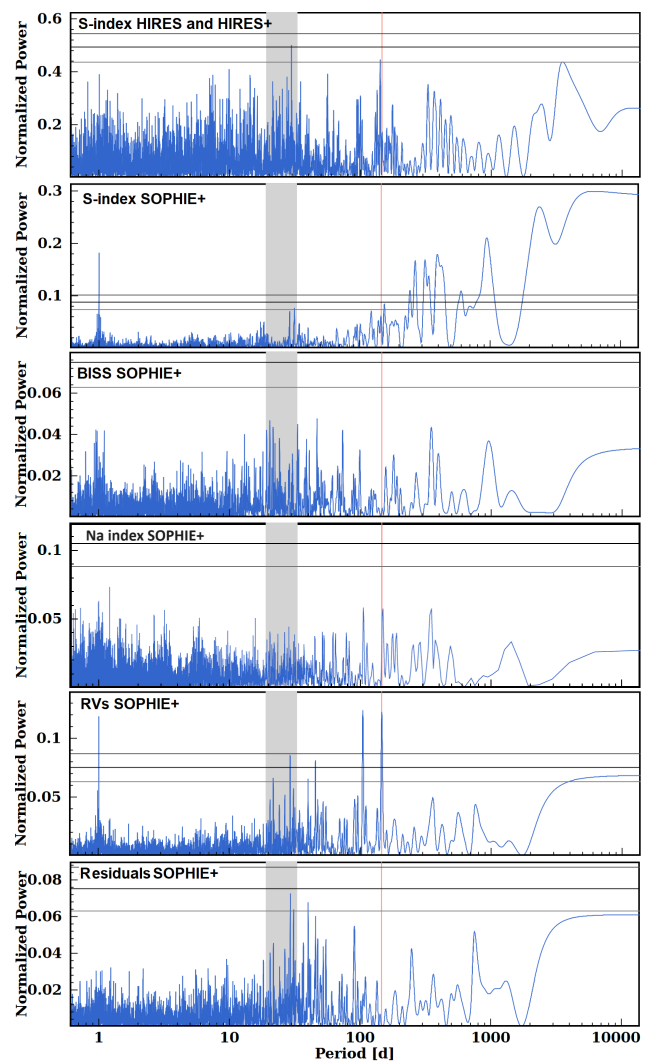 S-index HIRES and HIRES+
Normalized Power
0.6
0.4
0.2
S-index SOPHIE+
Normalized Power
0.3
0.2
0.1
BISS SOPHIE+
Normalized Power
0.06
0.04
0.02
Na index SOPHIE+
Normalized Power
0.1
0.05
RVs SOPHIE+
Normalized Power
0.1
0.05
Residuals SOPHIE+
Normalized Power
0.08
0.06
0.04
0.02
1 10 100 1000 10000
Period [d]